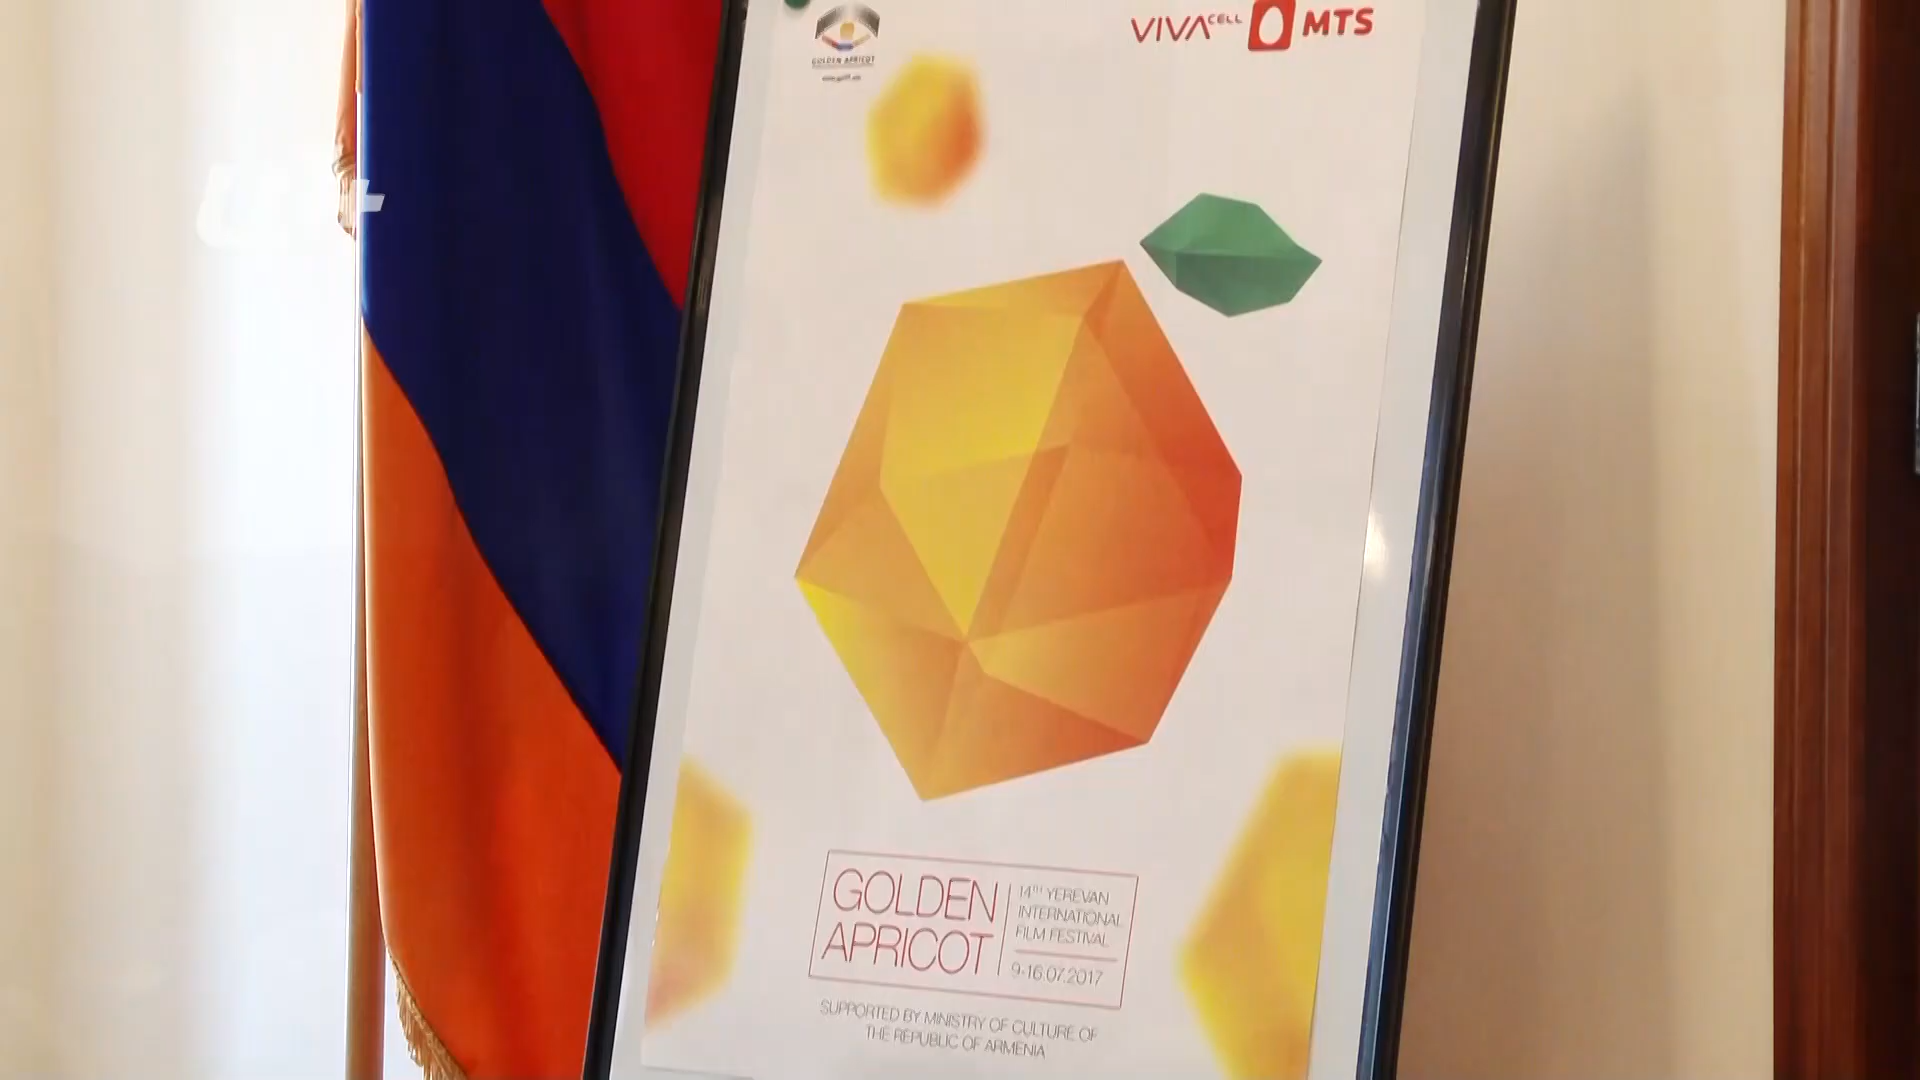 GOLDEN APRICOT
VIVACELL MTS
GOLDEN
APRICOT
14TH YEREVAN
INTERNATIONAL
FILM FESTIVAL
9-16.07.2017
SUPPORTED BY MINISTRY OF CULTURE OF
THE REPUBLIC OF ARMENIA